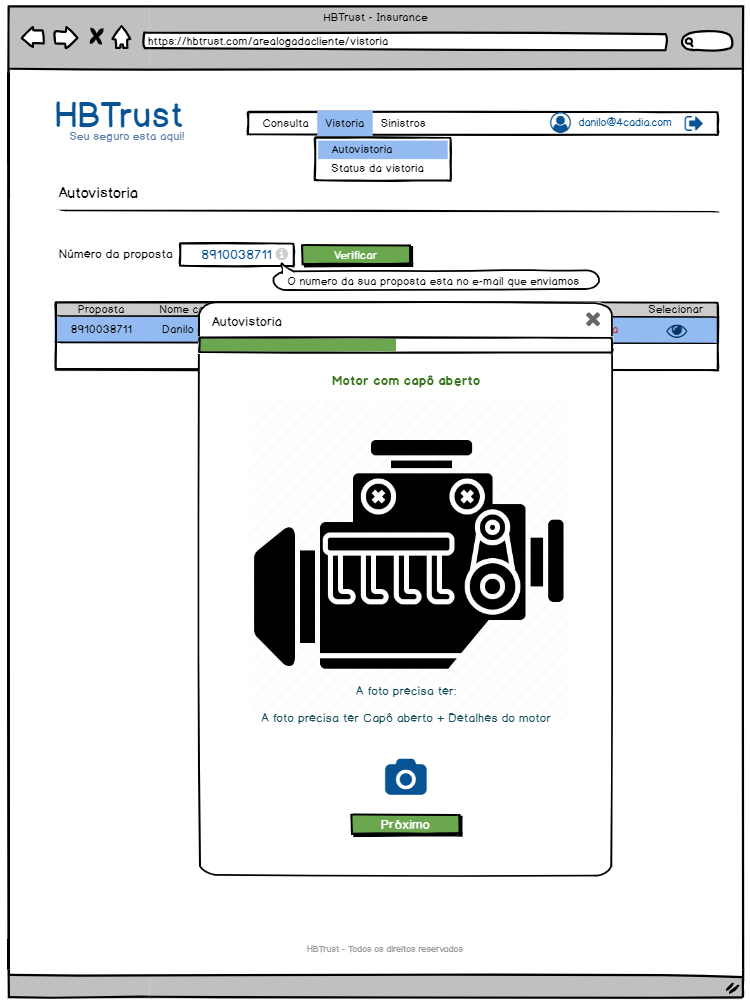 HBTrust - Insurance
https://hbtrust.com/arealogadacliente/vistoria
HBTrust
Seu seguro esta aqui!
Consulta Vistoria Sinistros danilo@4cadia.com
Autovistoria
Status da vistoria
Autovistoria
Número da proposta 8910038711 Verificar
O numero da sua proposta esta no e-mail que enviamos
Proposta Nome Selecionar
8910038711 Danilo
Autovistoria
Motor com capô aberto
A foto precisa ter:
A foto precisa ter Capô aberto + Detalhes do motor
Próximo
HBTrust - Todos os direitos reservados